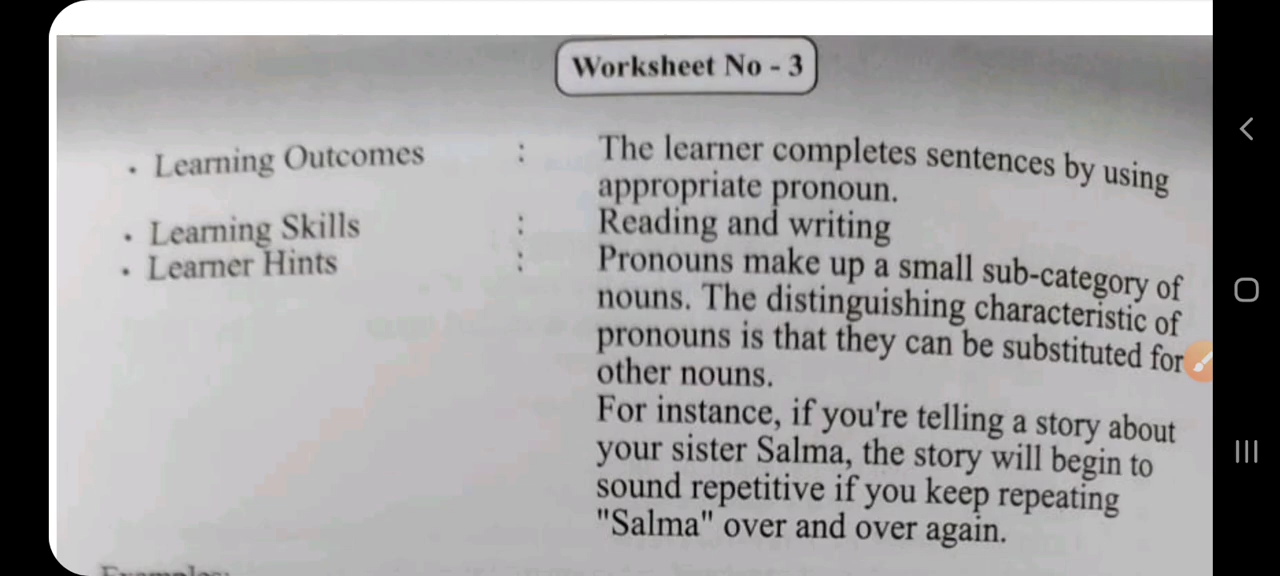 Worksheet No - 3
• Learning Outcomes : The learner completes sentences by using
appropriate pronoun.
• Learning Skills : Reading and writing
• Learner Hints : Pronouns make up a small sub-category of
nouns. The distinguishing characteristic of
pronouns is that they can be substituted for
other nouns.
For instance, if you're telling a story about
your sister Salma, the story will begin to
sound repetitive if you keep repeating
"Salma" over and over again.
Examples: